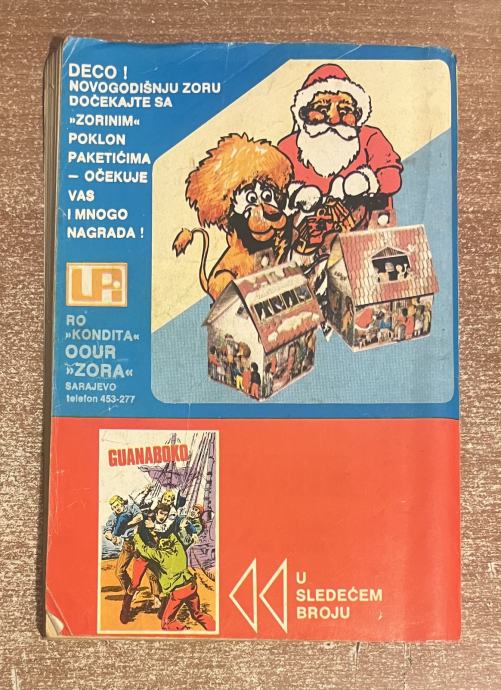 DECO !
NOVOGODIŠNJU ZORU
DOČEKAJTE SA
»ZORINIM«
POKLON
PAKETIĆIMA
— OČEKUJE
VAS
I MNOGO
NAGRADA !
UPI
RO
»KONDITA«
OOUR
»ZORA«
SARAJEVO
telefon 453-277
GUANABOKO
U
SLEDEĆEM
BROJU